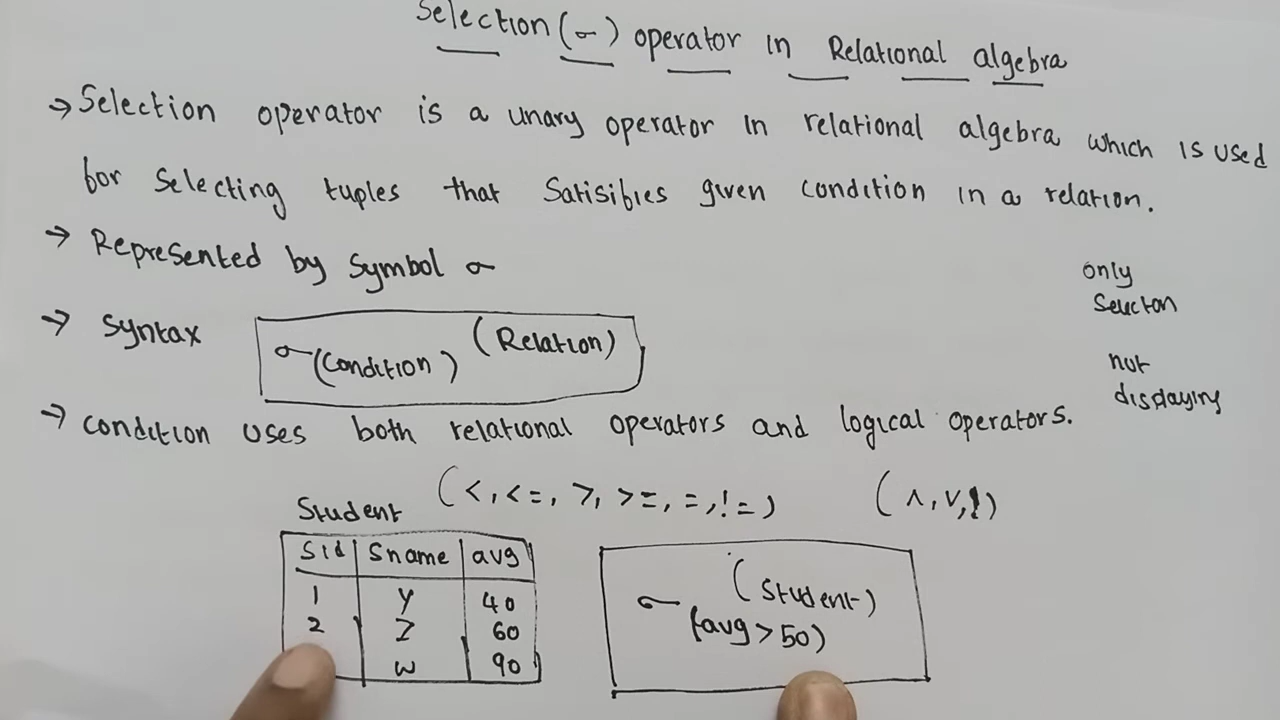 Selection (σ) operator in Relational algebra
→ Selection operator is a unary operator in relational algebra which is used
for selecting tuples that Satisifies given condition in a relation.
→ Represented by symbol σ
only
Selecton
→ Syntax σ(Condition) (Relation)
not
displaying
→ condition uses both relational operators and logical operators.
(<, <=, >, >=, =, !=) (∧, ∨, !)
Student
Sid Sname avg
1 Y 40
2 Z 60
W 90
σ(avg > 50) (Student)